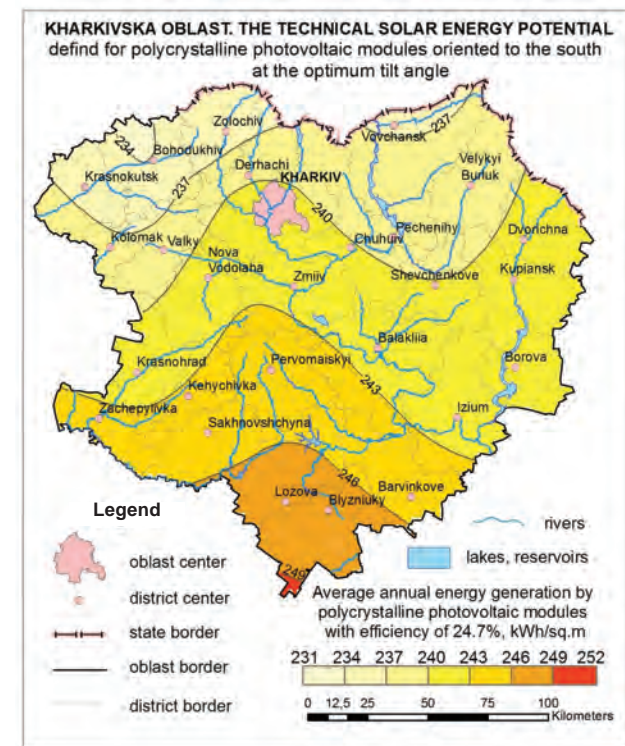 KHARKIVSKA OBLAST. THE TECHNICAL SOLAR ENERGY POTENTIAL
defind for polycrystalline photovoltaic modules oriented to the south
at the optimum tilt angle
Zolochiv
Vovchansk
237
234
Bohodukhiv
Derhachi
Velykyi
Burluk
Krasnokutsk
237
KHARKIV
240
Kolomak
Valky
Nova
Vodolaha
Chuhuiv
Pechenihy
Dvorichna
Zmiiv
Shevchenkove
Kupiansk
Balakliia
Krasnohrad
Pervomaiskyi
243
Borova
Kehychivka
Zachepylivka
Sakhnovshchyna
Izium
246
Lozova
Blyzniuky
Barvinkove
249
Legend
oblast center
district center
state border
oblast border
district border
rivers
lakes, reservoirs
Average annual energy generation by
polycrystalline photovoltaic modules
with efficiency of 24.7%, kWh/sq.m
231 234 237 240 243 246 249 252
0 12,5 25 50 75 100
Kilometers